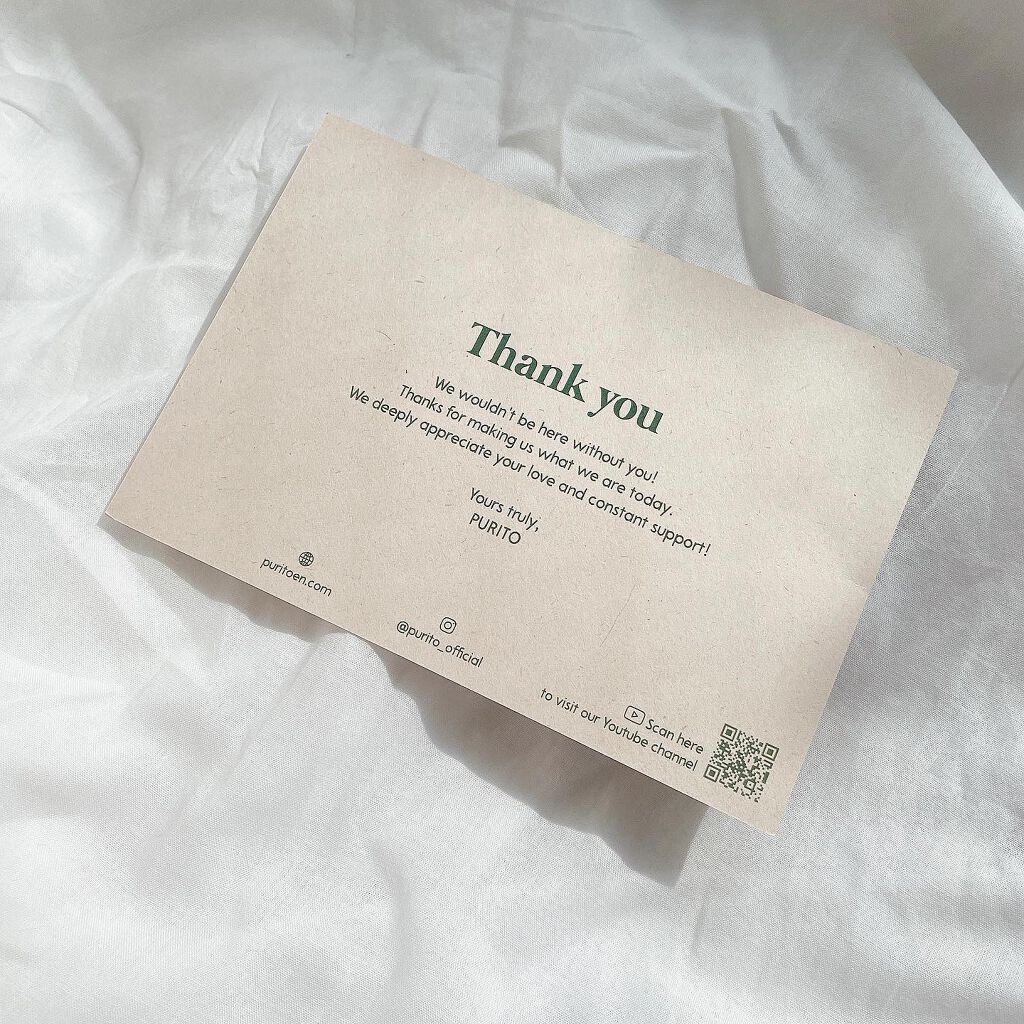 Thank you
We wouldn't be here without you!
Thanks for making us what we are today.
We deeply appreciate your love and constant support!
Yours truly,
PURITO
puritoen.com
@purito_official
Scan here
to visit our Youtube channel